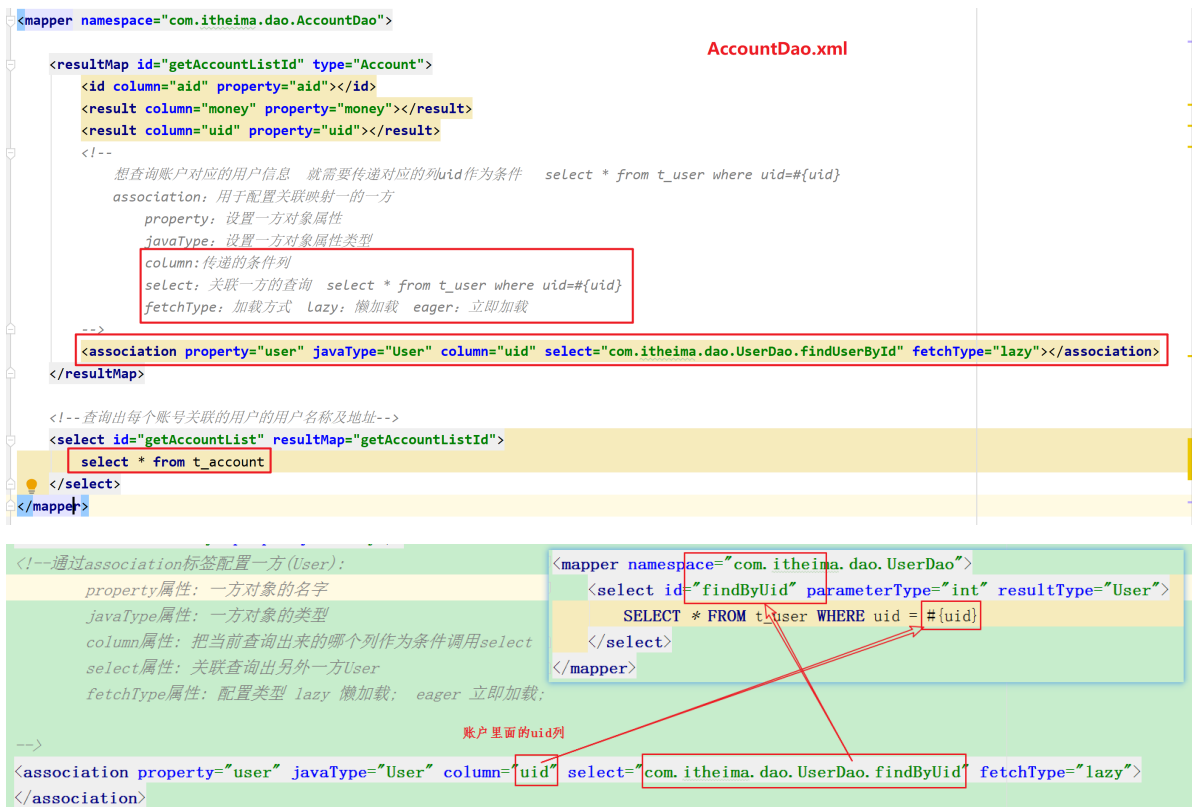 <mapper namespace="com.itheima.dao.AccountDao">
AccountDao.xml
<resultMap id="getAccountListId" type="Account">
<id column="aid" property="aid"></id>
<result column="money" property="money"></result>
<result column="uid" property="uid"></result>
<!--
想查询账户对应的用户信息 就需要传递对应的列uid作为条件 select * from t_user where uid=#{uid}
association：用于配置关联映射一的一方
property：设置一方对象属性
javaType：设置一方对象属性类型
column:传递的条件列
select：关联一方的查询 select * from t_user where uid=#{uid}
fetchType：加载方式 lazy：懒加载 eager：立即加载
-->
<association property="user" javaType="User" column="uid" select="com.itheima.dao.UserDao.findUserById" fetchType="lazy"></association>
</resultMap>
<!--查询出每个账号关联的用户的用户名称及地址-->
<select id="getAccountList" resultMap="getAccountListId">
select * from t_account
</select>
</mapper>
<!--通过association标签配置一方(User):
property属性: 一方对象的名字
javaType属性: 一方对象的类型
column属性: 把当前查询出来的哪个列作为条件调用select
select属性: 关联查询出另外一方User
fetchType属性: 配置类型 lazy 懒加载; eager 立即加载;
<mapper namespace="com.itheima.dao.UserDao">
<select id="findByUid" parameterType="int" resultType="User">
SELECT * FROM t_user WHERE uid = #{uid}
</select>
</mapper>
账户里面的uid列
-->
<association property="user" javaType="User" column="uid" select="com.itheima.dao.UserDao.findByUid" fetchType="lazy">
</association>